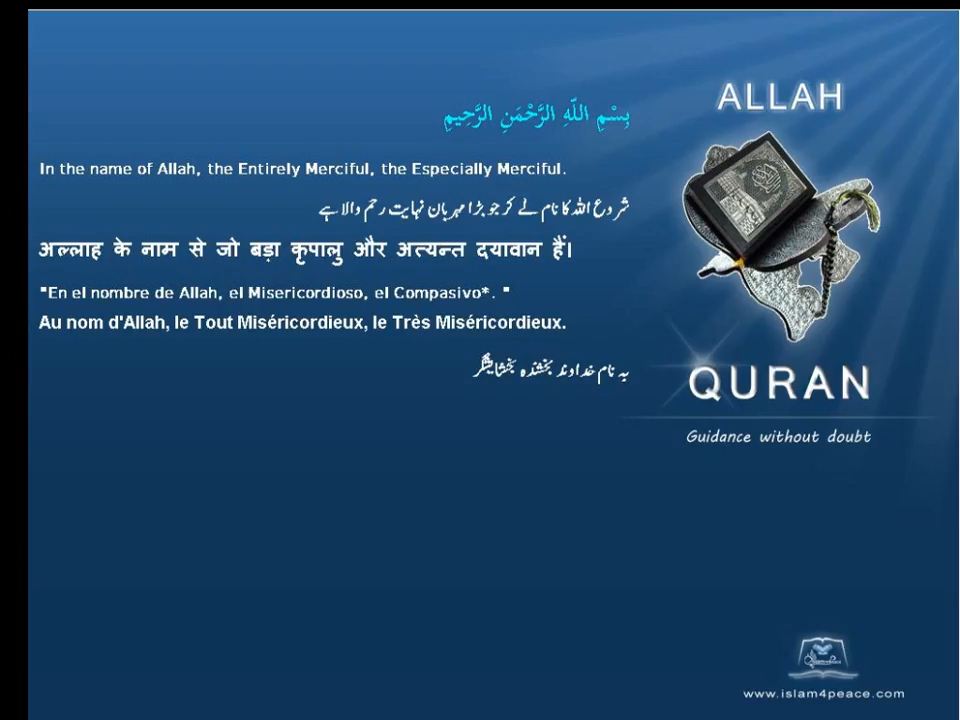 بِسْمِ اللَّهِ الرَّحْمَنِ الرَّحِيمِ
In the name of Allah, the Entirely Merciful, the Especially Merciful.
شروع الله کا نام لے کر جو بڑا مہربان نہایت رحم والا ہے
अल्लाह के नाम से जो बड़ा कृपालु और अत्यन्त दयावान हैं।
"En el nombre de Allah, el Misericordioso, el Compasivo*. "
Au nom d'Allah, le Tout Miséricordieux, le Très Miséricordieux.
به نام خداوند بخشنده بخشایشگر
ALLAH
QURAN
Guidance without doubt
www.islam4peace.com